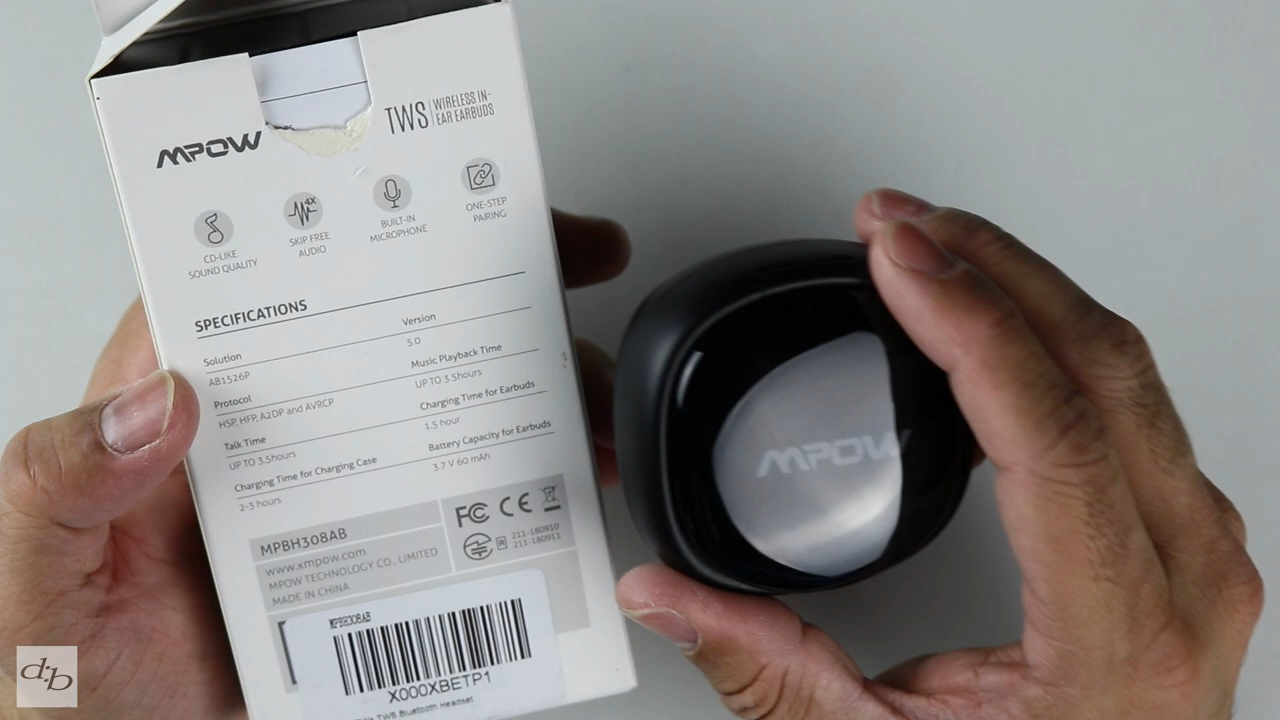 MPOW
TWS WIRELESS IN-
EAR EARBUDS
CD-LIKE
SOUND QUALITY
4X
SKIP FREE
AUDIO
BUILT-IN
MICROPHONE
ONE-STEP
PAIRING
SPECIFICATIONS
Solution
AB1526P
Version
5.0
Protocol
HSP, HFP, A2DP and AVRCP
Music Playback Time
UP TO 3.5hours
Talk Time
UP TO 3.5hours
Charging Time for Earbuds
1.5 hour
Charging Time for Charging Case
2-3 hours
Battery Capacity for Earbuds
3.7 V 60 mAh
MPBH308AB
www.xmpow.com
MPOW TECHNOLOGY CO., LIMITED
MADE IN CHINA
FC CE
R 211-180910
211-180911
MPBH308AB
X000XBETP1
TWS Bluetooth Headset
MPOW
d:b